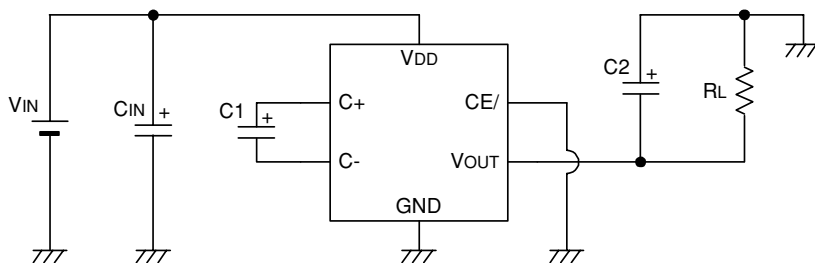 VDD
C2
+
VIN
CIN
+
C1
+
C+
CE/
RL
C-
VOUT
GND